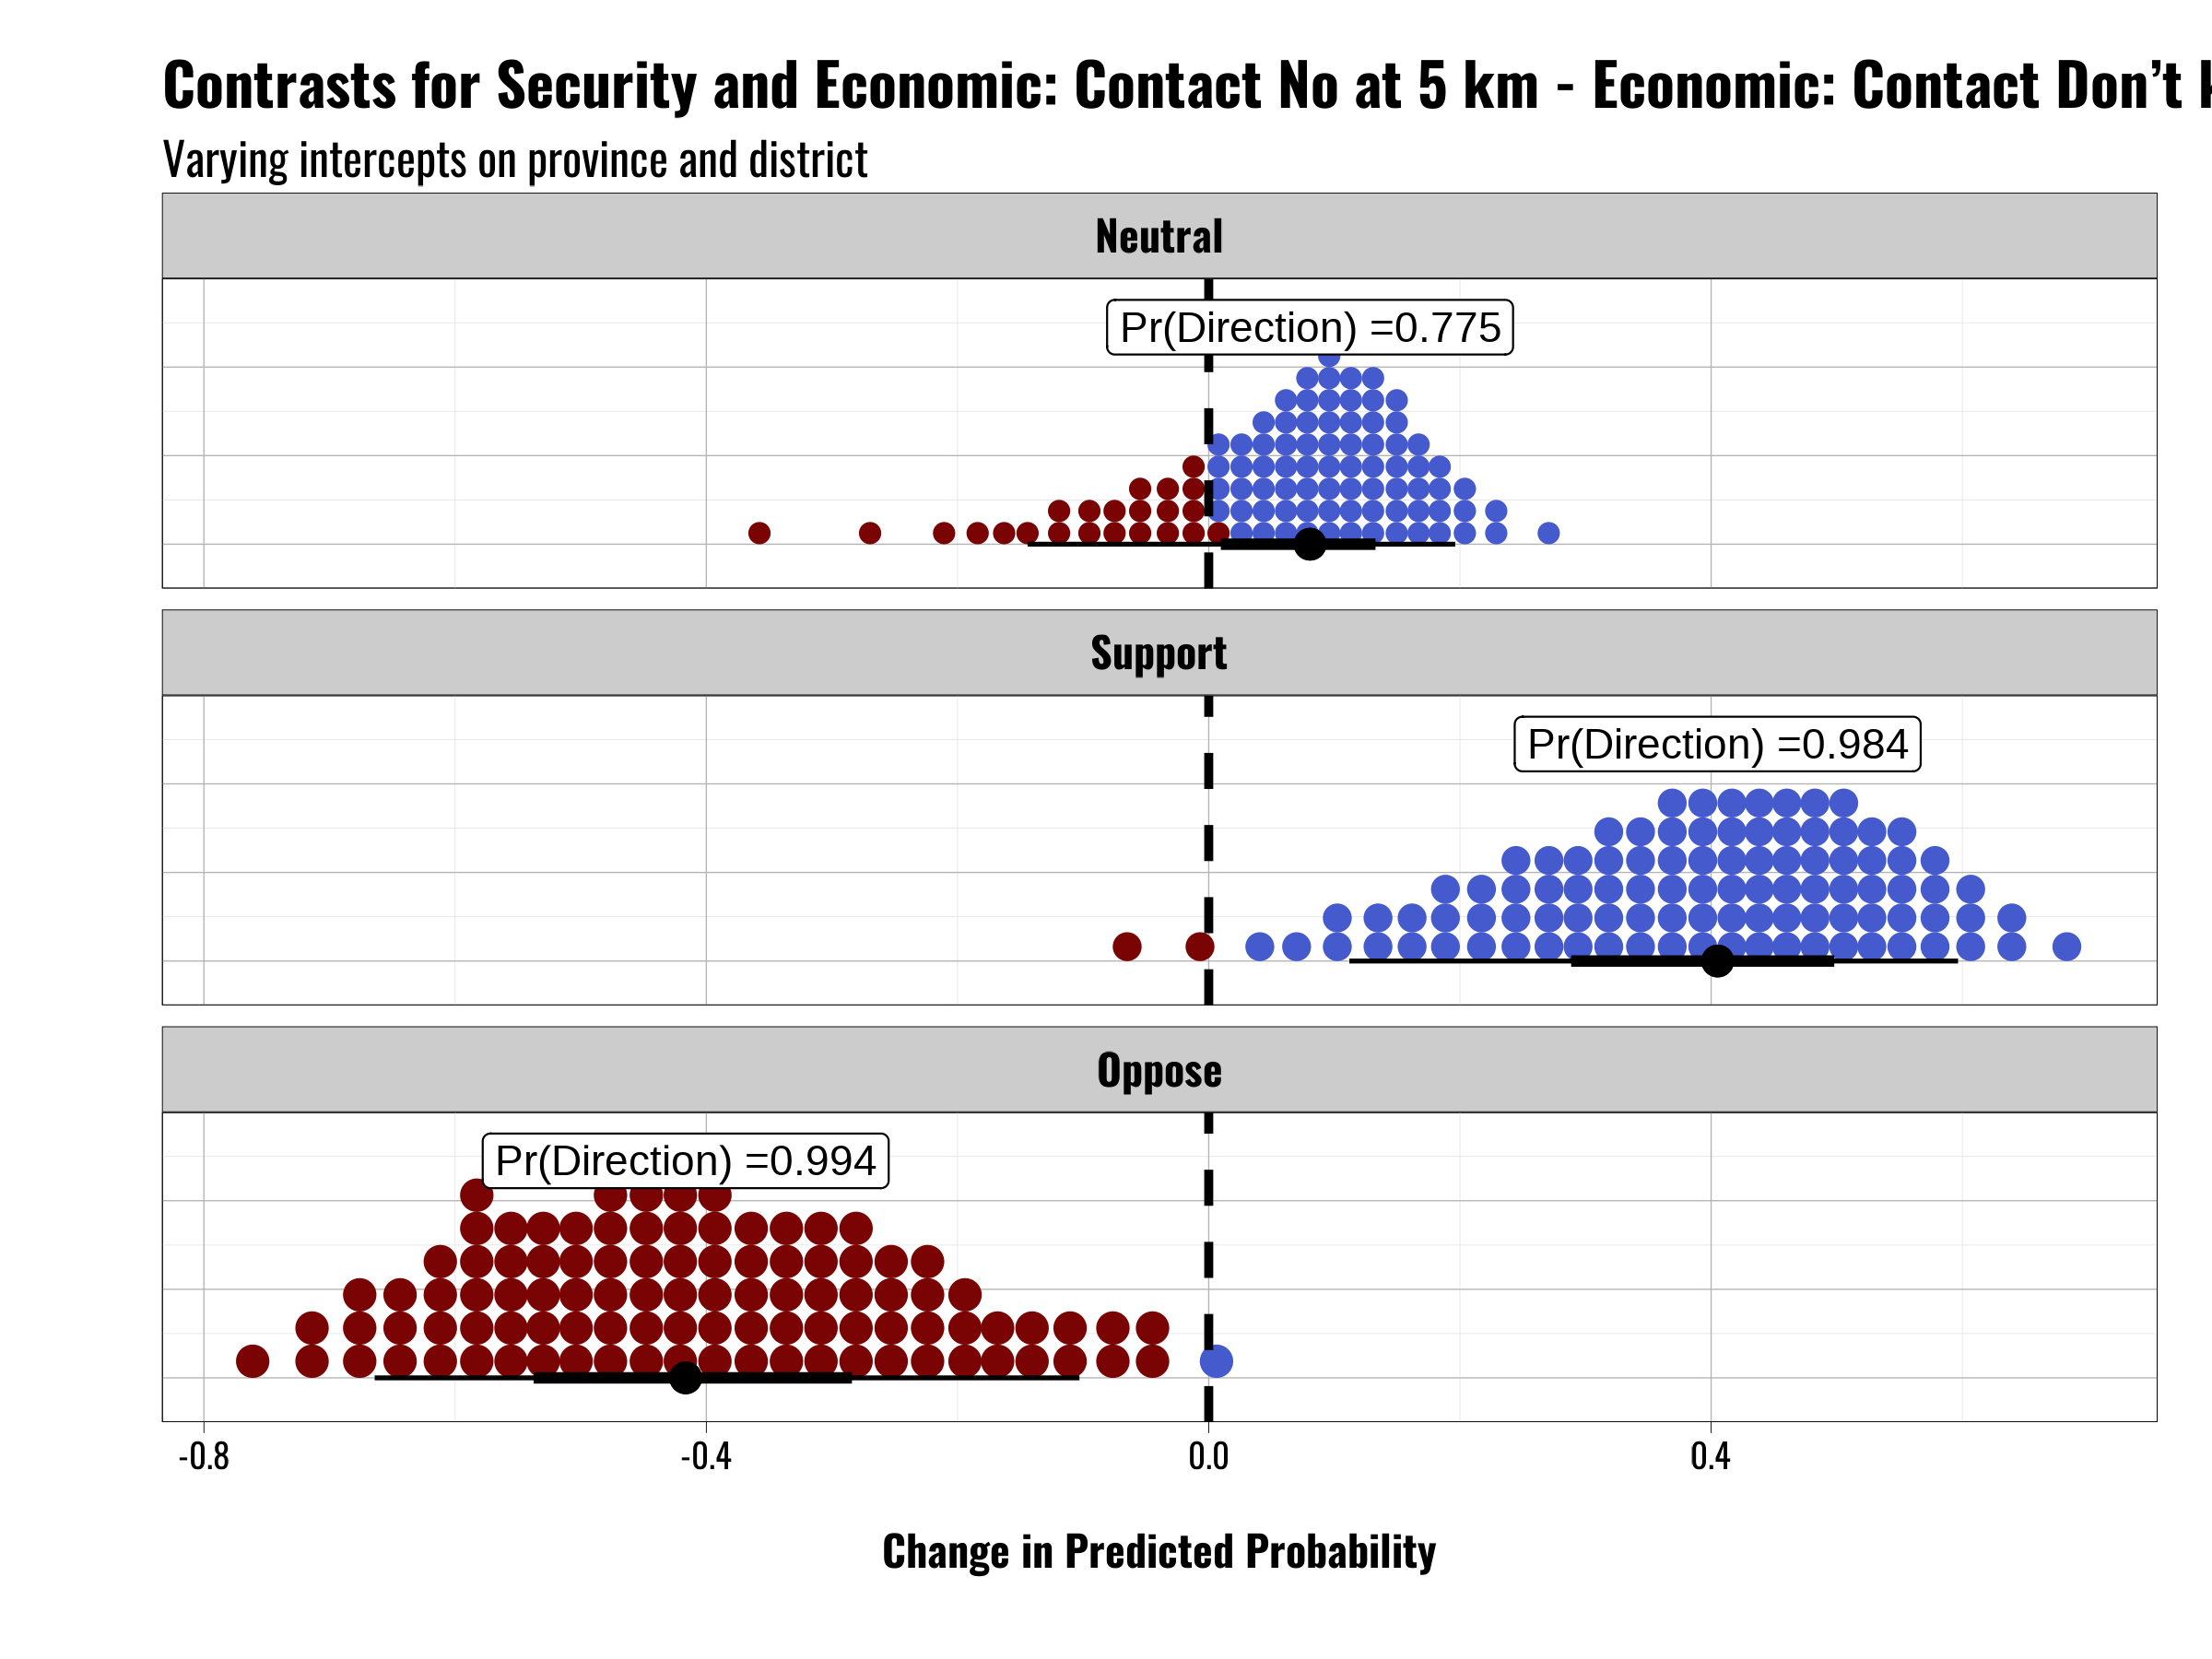 Contrasts for Security and Economic: Contact No at 5 km - Economic: Contact Don’t
Varying intercepts on province and district
Neutral
Pr(Direction) =0.775
Support
Pr(Direction) =0.984
Oppose
Pr(Direction) =0.994
-0.8 -0.4 0.0 0.4
Change in Predicted Probability